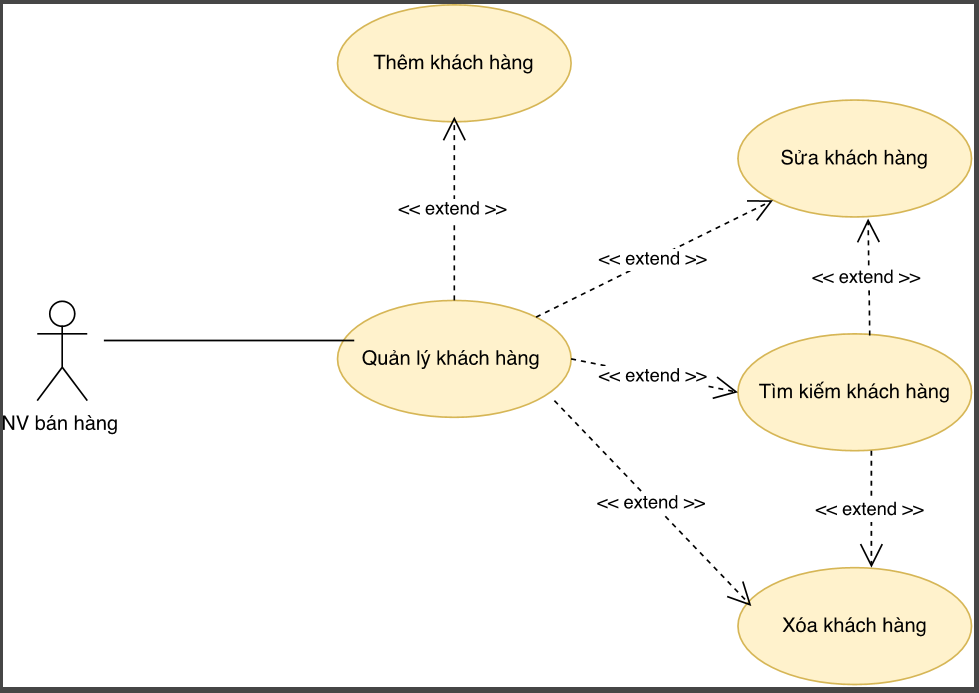 Thêm khách hàng
Sửa khách hàng
<< extend >>
<< extend >>
<< extend >>
Quản lý khách hàng
<< extend >>
Tìm kiếm khách hàng
NV bán hàng
<< extend >>
<< extend >>
Xóa khách hàng